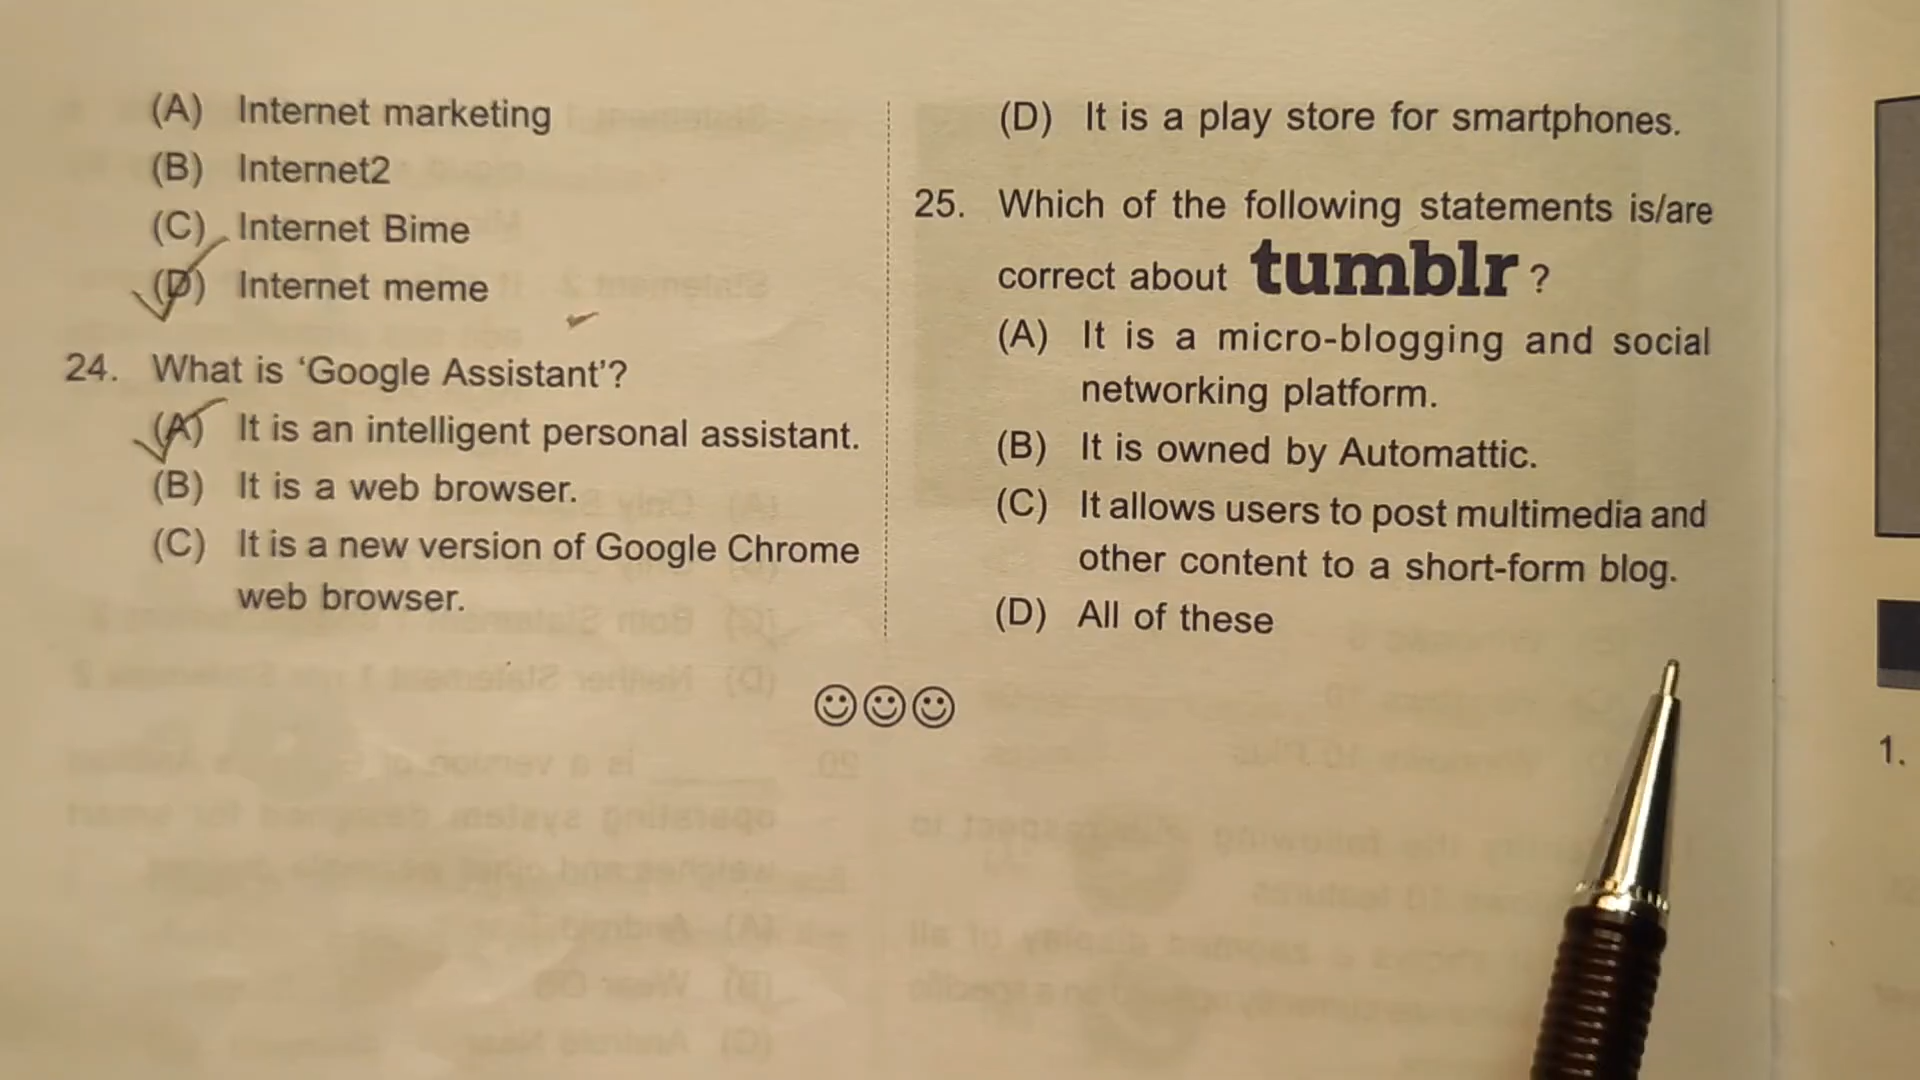 (A) Internet marketing
(B) Internet2
(C) Internet Bime
(D) Internet meme
24. What is ‘Google Assistant’?
(A) It is an intelligent personal assistant.
(B) It is a web browser.
(C) It is a new version of Google Chrome
web browser.
(D) It is a play store for smartphones.
25. Which of the following statements is/are
correct about tumblr ?
(A) It is a micro-blogging and social
networking platform.
(B) It is owned by Automattic.
(C) It allows users to post multimedia and
other content to a short-form blog.
(D) All of these
1.